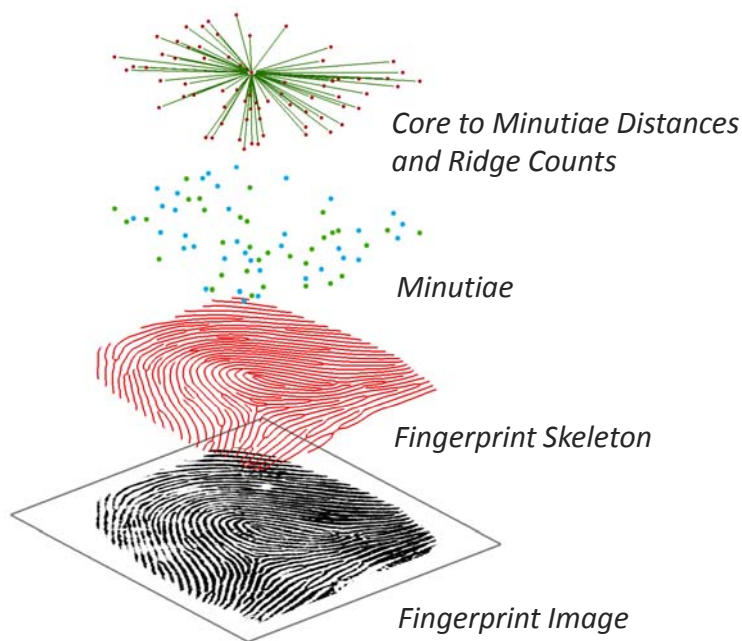 Core to Minutiae Distances
and Ridge Counts
Minutiae
Fingerprint Skeleton
Fingerprint Image